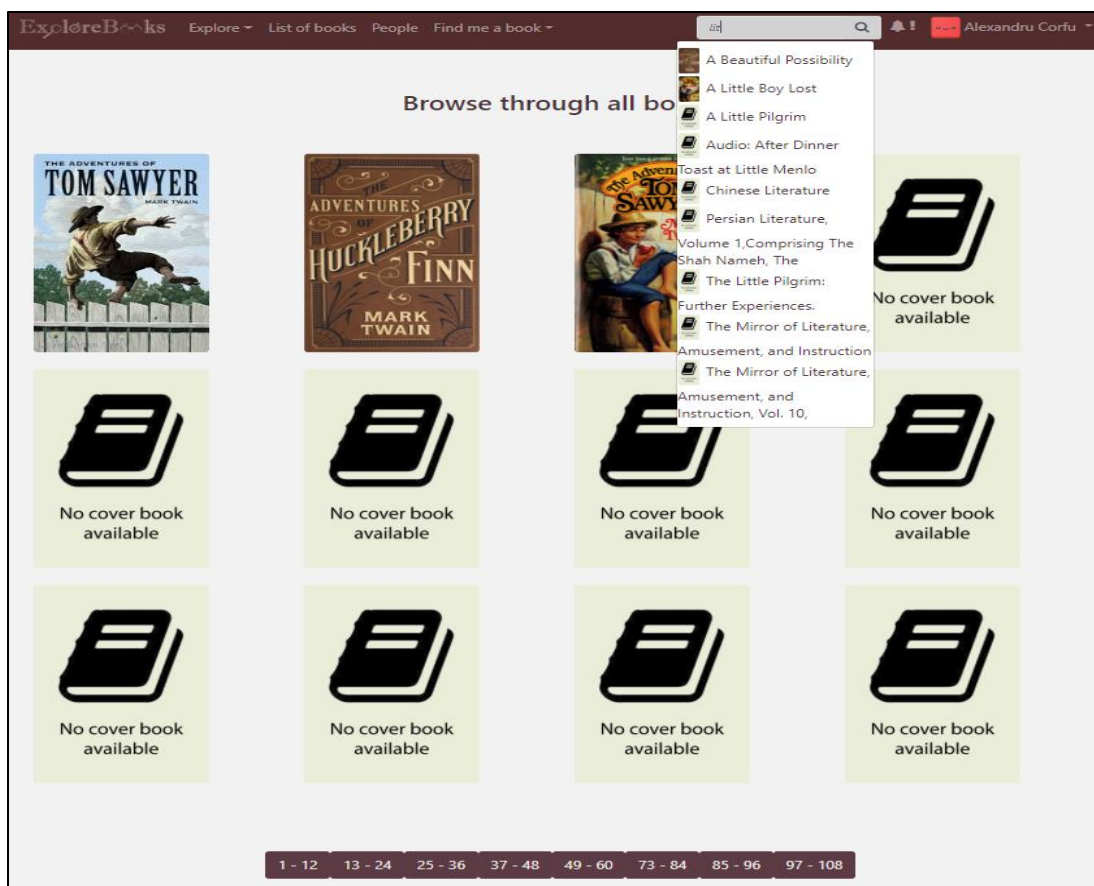 ExploreBooks Explore List of books People Find me a book lit Alexandru Corfu
Browse through all bo
A Beautiful Possibility
A Little Boy Lost
A Little Pilgrim
Audio: After Dinner
Toast at Little Menlo
Chinese Literature
Persian Literature,
Volume 1,Comprising The
Shah Nameh, The
The Little Pilgrim:
Further Experiences.
The Mirror of Literature,
Amusement, and Instruction
The Mirror of Literature,
Amusement, and
Instruction, Vol. 10,
THE ADVENTURES OF
TOM SAWYER
MARK TWAIN
THE
ADVENTURES
OF
HUCKLEBERRY
FINN
MARK
TWAIN
The Adven
TO
SAWY
No cover book
available
No cover book
available
No cover book
available
No cover book
available
No cover book
available
No cover book
available
No cover book
available
No cover book
available
No cover book
available
1 - 12 13 - 24 25 - 36 37 - 48 49 - 60 73 - 84 85 - 96 97 - 108